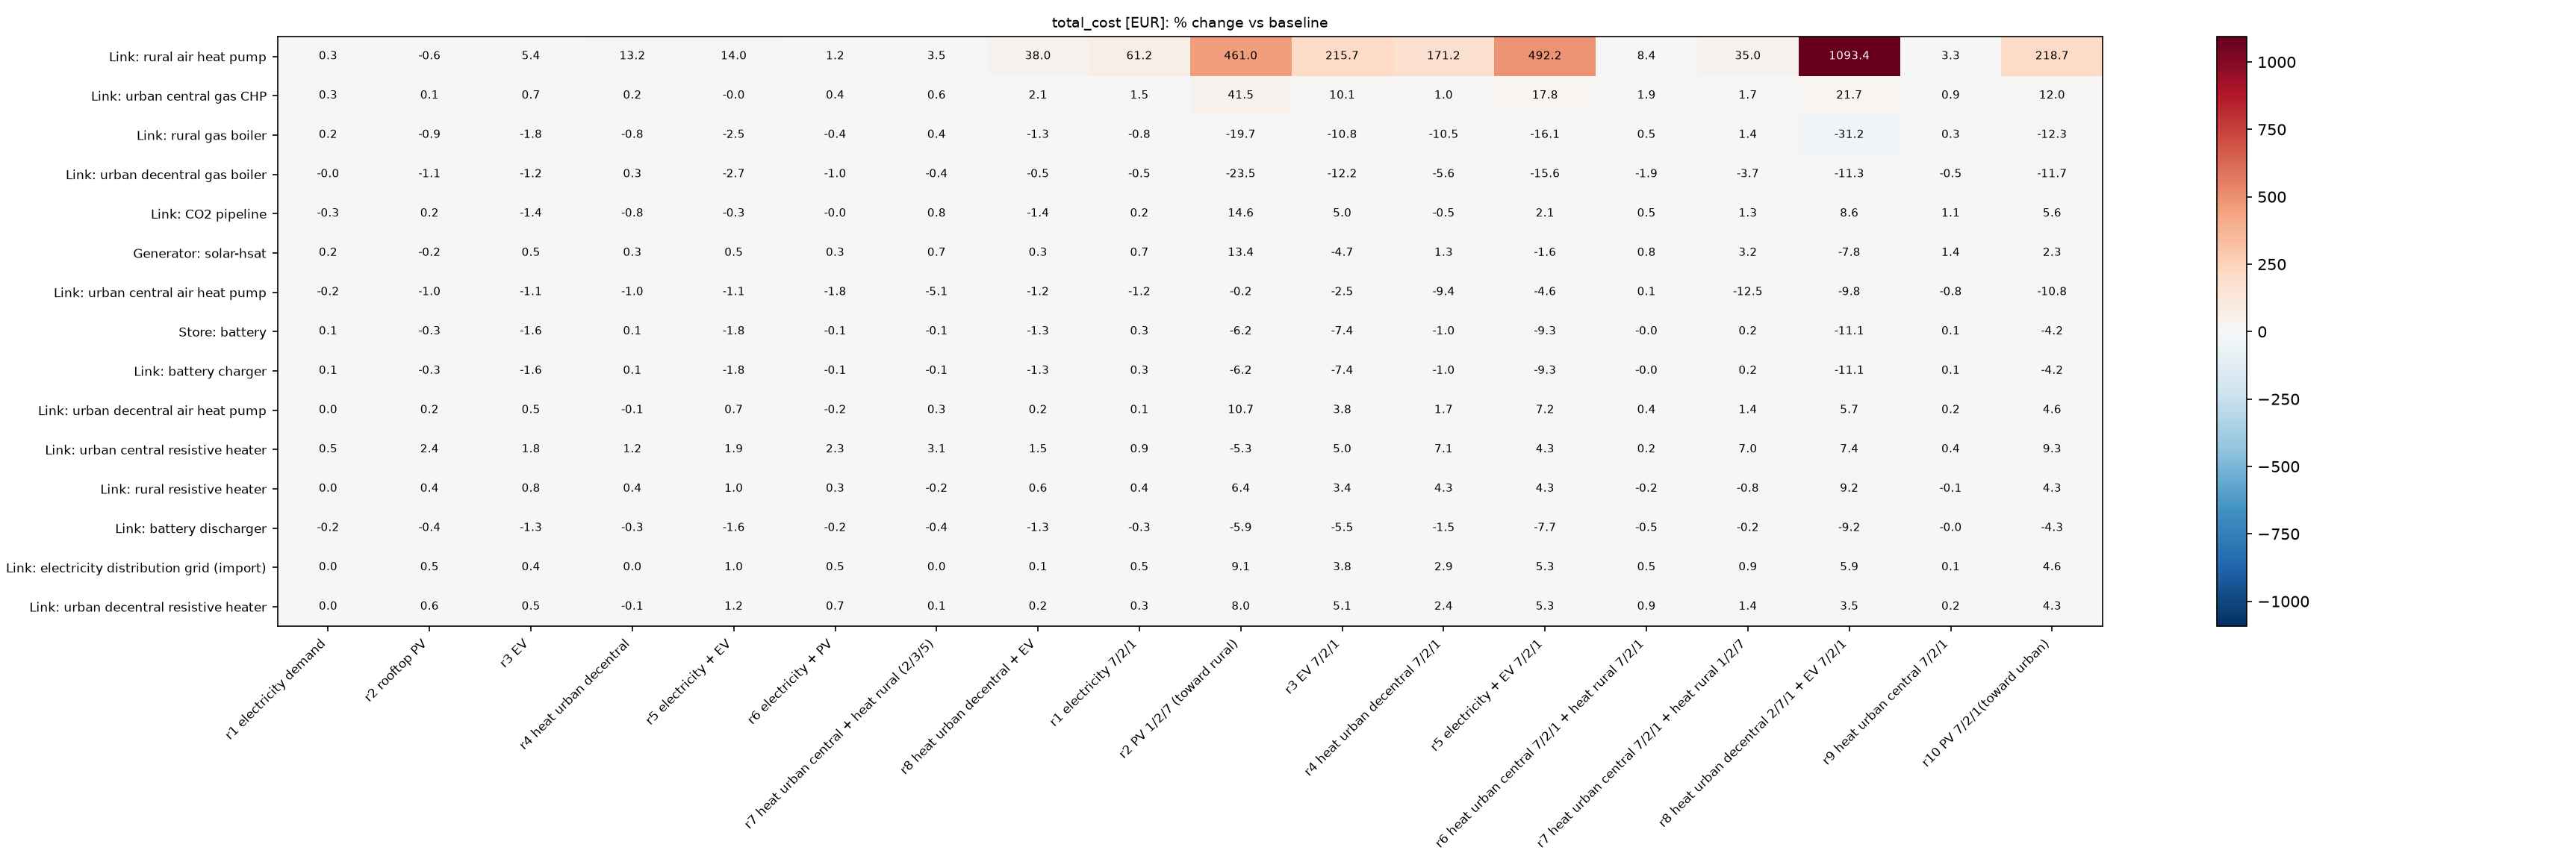 total_cost [EUR]: % change vs baseline
Link: rural air heat pump 0.3 -0.6 5.4 13.2 14.0 1.2 3.5 38.0 61.2 461.0 215.7 171.2 492.2 8.4 35.0 1093.4 3.3 218.7
Link: urban central gas CHP 0.3 0.1 0.7 0.2 -0.0 0.4 0.6 2.1 1.5 41.5 10.1 1.0 17.8 1.9 1.7 21.7 0.9 12.0
Link: rural gas boiler 0.2 -0.9 -1.8 -0.8 -2.5 -0.4 0.4 -1.3 -0.8 -19.7 -10.8 -10.5 -16.1 0.5 1.4 -31.2 0.3 -12.3
Link: urban decentral gas boiler -0.0 -1.1 -1.2 0.3 -2.7 -1.0 -0.4 -0.5 -0.5 -23.5 -12.2 -5.6 -15.6 -1.9 -3.7 -11.3 -0.5 -11.7
Link: CO2 pipeline -0.3 0.2 -1.4 -0.8 -0.3 -0.0 0.8 -1.4 0.2 14.6 5.0 -0.5 2.1 0.5 1.3 8.6 1.1 5.6
Generator: solar-hsat 0.2 -0.2 0.5 0.3 0.5 0.3 0.7 0.3 0.7 13.4 -4.7 1.3 -1.6 0.8 3.2 -7.8 1.4 2.3
Link: urban central air heat pump -0.2 -1.0 -1.1 -1.0 -1.1 -1.8 -5.1 -1.2 -1.2 -0.2 -2.5 -9.4 -4.6 0.1 -12.5 -9.8 -0.8 -10.8
Store: battery 0.1 -0.3 -1.6 0.1 -1.8 -0.1 -0.1 -1.3 0.3 -6.2 -7.4 -1.0 -9.3 -0.0 0.2 -11.1 0.1 -4.2
Link: battery charger 0.1 -0.3 -1.6 0.1 -1.8 -0.1 -0.1 -1.3 0.3 -6.2 -7.4 -1.0 -9.3 -0.0 0.2 -11.1 0.1 -4.2
Link: urban decentral air heat pump 0.0 0.2 0.5 -0.1 0.7 -0.2 0.3 0.2 0.1 10.7 3.8 1.7 7.2 0.4 1.4 5.7 0.2 4.6
Link: urban central resistive heater 0.5 2.4 1.8 1.2 1.9 2.3 3.1 1.5 0.9 -5.3 5.0 7.1 4.3 0.2 7.0 7.4 0.4 9.3
Link: rural resistive heater 0.0 0.4 0.8 0.4 1.0 0.3 -0.2 0.6 0.4 6.4 3.4 4.3 4.3 -0.2 -0.8 9.2 -0.1 4.3
Link: battery discharger -0.2 -0.4 -1.3 -0.3 -1.6 -0.2 -0.4 -1.3 -0.3 -5.9 -5.5 -1.5 -7.7 -0.5 -0.2 -9.2 -0.0 -4.3
Link: electricity distribution grid (import) 0.0 0.5 0.4 0.0 1.0 0.5 0.0 0.1 0.5 9.1 3.8 2.9 5.3 0.5 0.9 5.9 0.1 4.6
Link: urban decentral resistive heater 0.0 0.6 0.5 -0.1 1.2 0.7 0.1 0.2 0.3 8.0 5.1 2.4 5.3 0.9 1.4 3.5 0.2 4.3
r1 electricity demand
r2 rooftop PV
r3 EV
r4 heat urban decentral
r5 electricity + EV
r6 electricity + PV
r7 heat urban central + heat rural (2/3/5)
r8 heat urban decentral + EV
r1 electricity 7/2/1
r2 PV 1/2/7 (toward rural)
r3 EV 7/2/1
r4 heat urban decentral 7/2/1
r5 electricity + EV 7/2/1
r6 heat urban central 7/2/1 + heat rural 7/2/1
r7 heat urban central 7/2/1 + heat rural 1/2/7
r8 heat urban decentral 2/7/1 + EV 7/2/1
r9 heat urban central 7/2/1
r10 PV 7/2/1(toward urban)
1000
750
500
250
0
−250
−500
−750
−1000